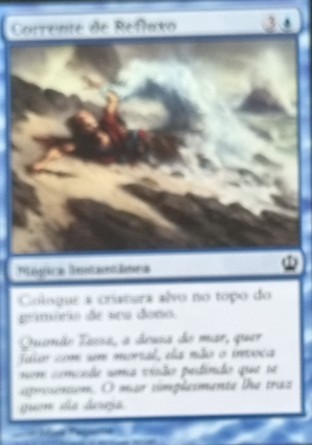 Corrente de Refluxo 3
Mágica Instantânea
Coloque a criatura alvo no topo do
grimório de seu dono.
Quando Tassa, a deusa do mar, quer
falar com um mortal, ela não o invoca
nem concede uma visão pedindo que se
apresentem. O mar simplesmente lhe traz
quem ela deseja.